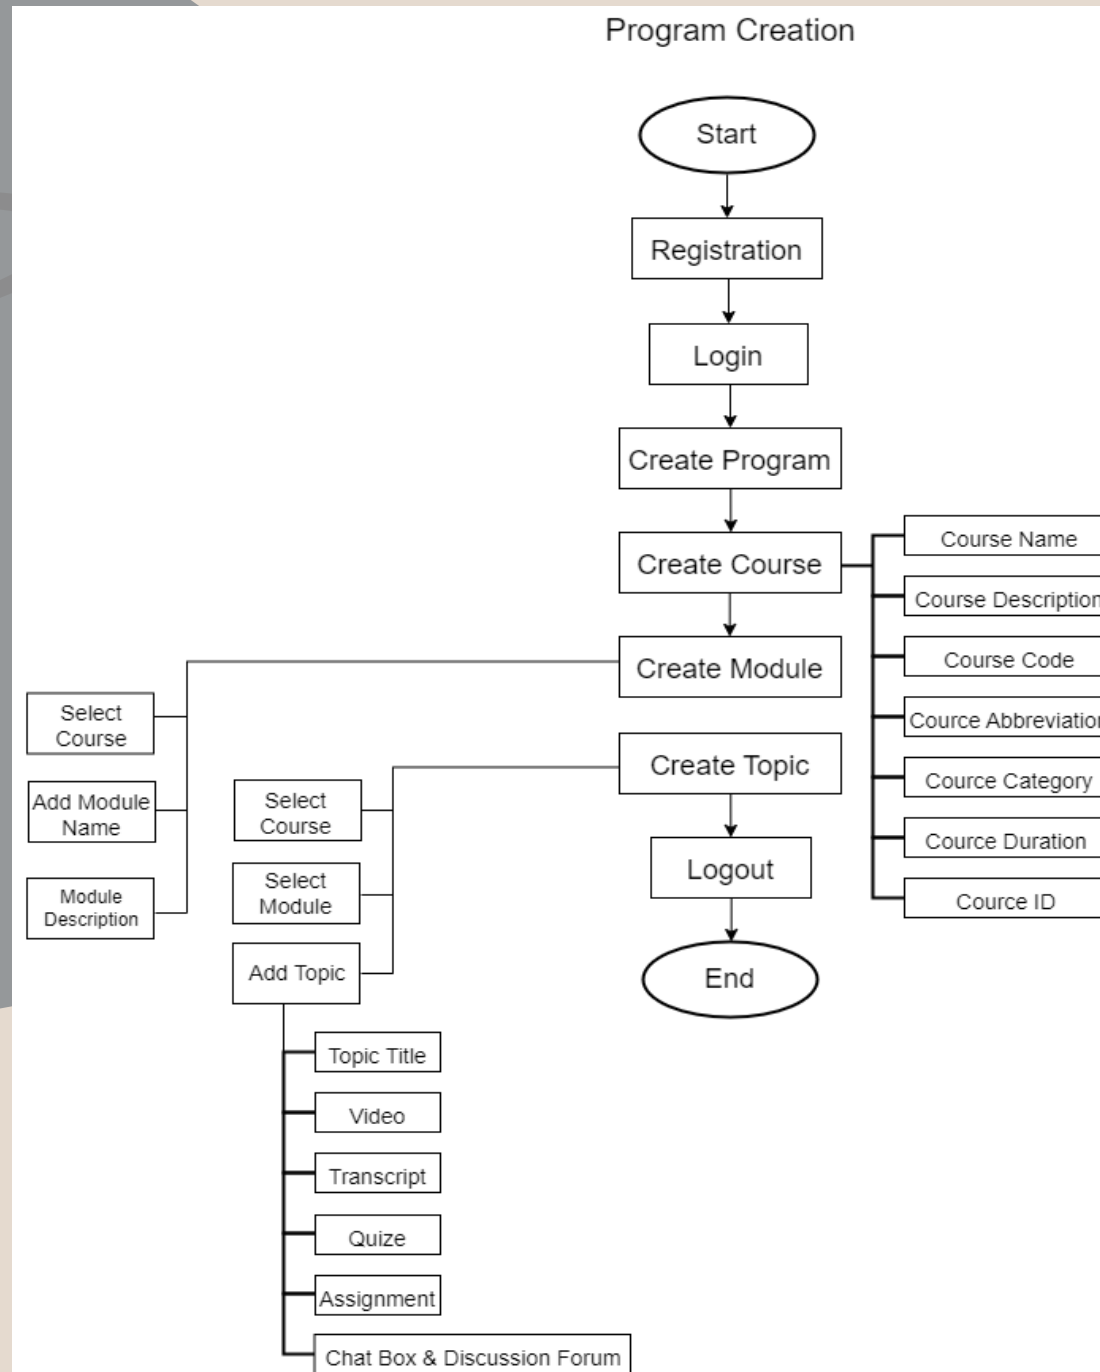 Program Creation
Start
Registration
Login
Create Program
Create Course
Course Name
Course Description
Course Code
Cource Abbreviation
Cource Category
Cource Duration
Cource ID
Create Module
Select
Course
Add Module
Name
Module
Description
Create Topic
Select
Course
Select
Module
Add Topic
Topic Title
Video
Transcript
Quize
Assignment
Chat Box & Discussion Forum
Logout
End